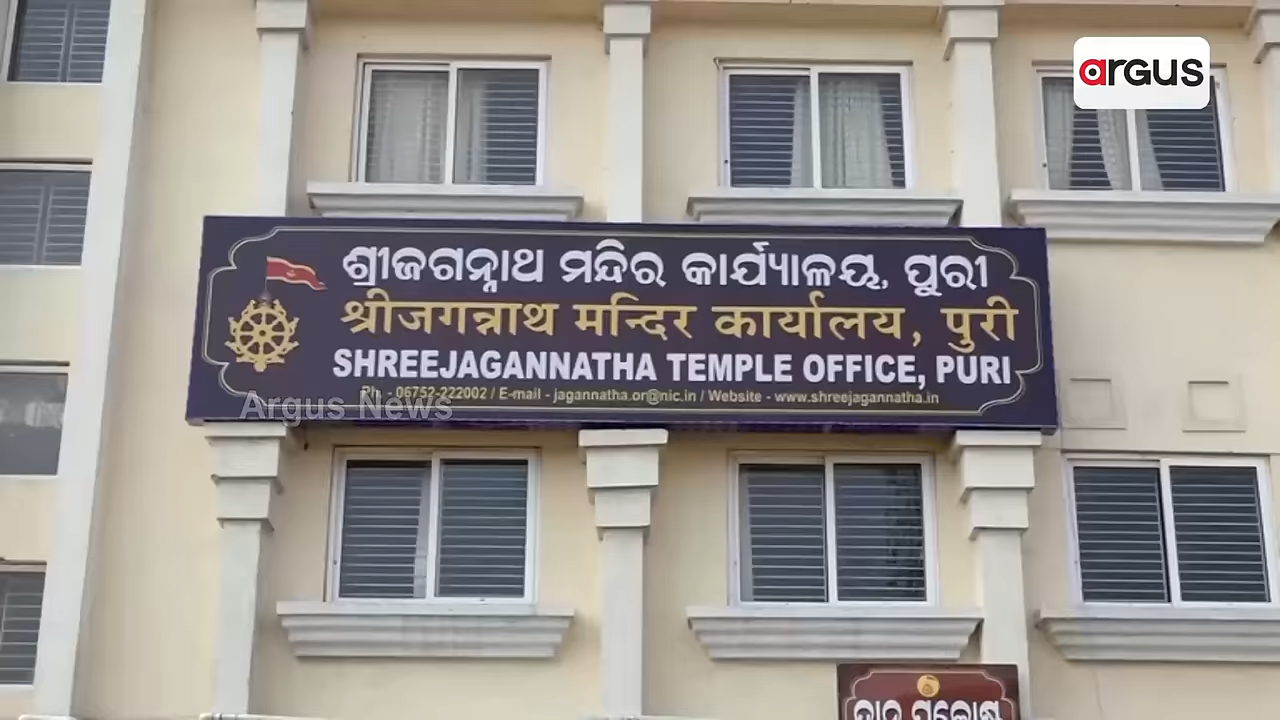 argus
ଶ୍ରୀଜଗନ୍ନାଥ ମନ୍ଦିର କାର୍ଯ୍ୟାଳୟ, ପୁରୀ
श्रीजगन्नाथ मन्दिर कार्यालय, पुरी
SHREEJAGANNATHA TEMPLE OFFICE, PURI
Ph - 06752-222002 / E-mail - jagannatha.or@nic.in / Website - www.shreejagannatha.in
Argus News